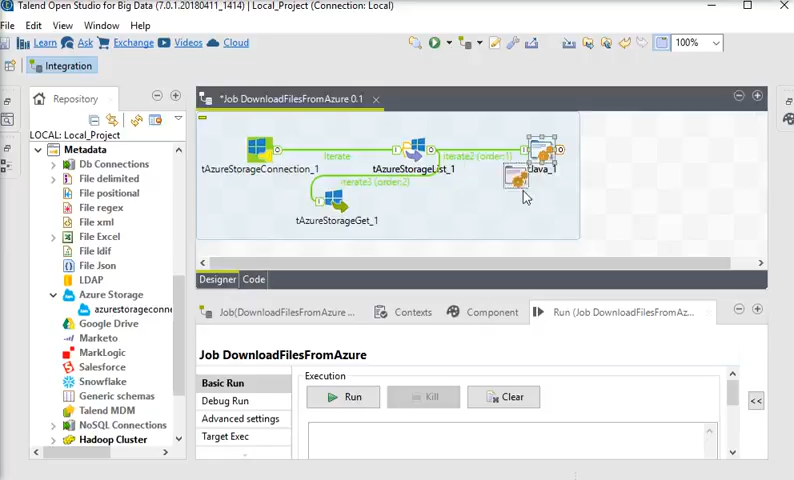 Talend Open Studio for Big Data (7.0.1.20180411_1414) | Local_Project (Connection: Local)
File Edit View Window Help
Learn Ask Exchange Videos Cloud 100%
Integration
Repository
LOCAL: Local_Project
Metadata
Db Connections
File delimited
File positional
File regex
File xml
File Excel
File ldif
File Json
LDAP
Azure Storage
azurestorageconne
Google Drive
Marketo
MarkLogic
Salesforce
Snowflake
Generic schemas
Talend MDM
NoSQL Connections
Hadoop Cluster
*Job DownloadFilesFromAzure 0.1
Iterate
iterate2 (order:1)
tAzureStorageConnection_1
tAzureStorageList_1
Java_1
iterate3 (order:2)
tAzureStorageGet_1
Designer Code
Job(DownloadFilesFromAzure ... Contexts Component Run (Job DownloadFilesFromAz...
Job DownloadFilesFromAzure
Basic Run
Debug Run
Advanced settings
Target Exec
Execution
Run Kill Clear
<<